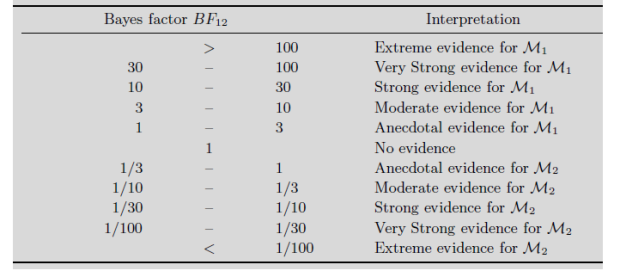 Bayes factor BF₁₂ Interpretation
> 100 Extreme evidence for ℳ₁
30 – 100 Very Strong evidence for ℳ₁
10 – 30 Strong evidence for ℳ₁
3 – 10 Moderate evidence for ℳ₁
1 – 3 Anecdotal evidence for ℳ₁
1 No evidence
1/3 – 1 Anecdotal evidence for ℳ₂
1/10 – 1/3 Moderate evidence for ℳ₂
1/30 – 1/10 Strong evidence for ℳ₂
1/100 – 1/30 Very Strong evidence for ℳ₂
< 1/100 Extreme evidence for ℳ₂